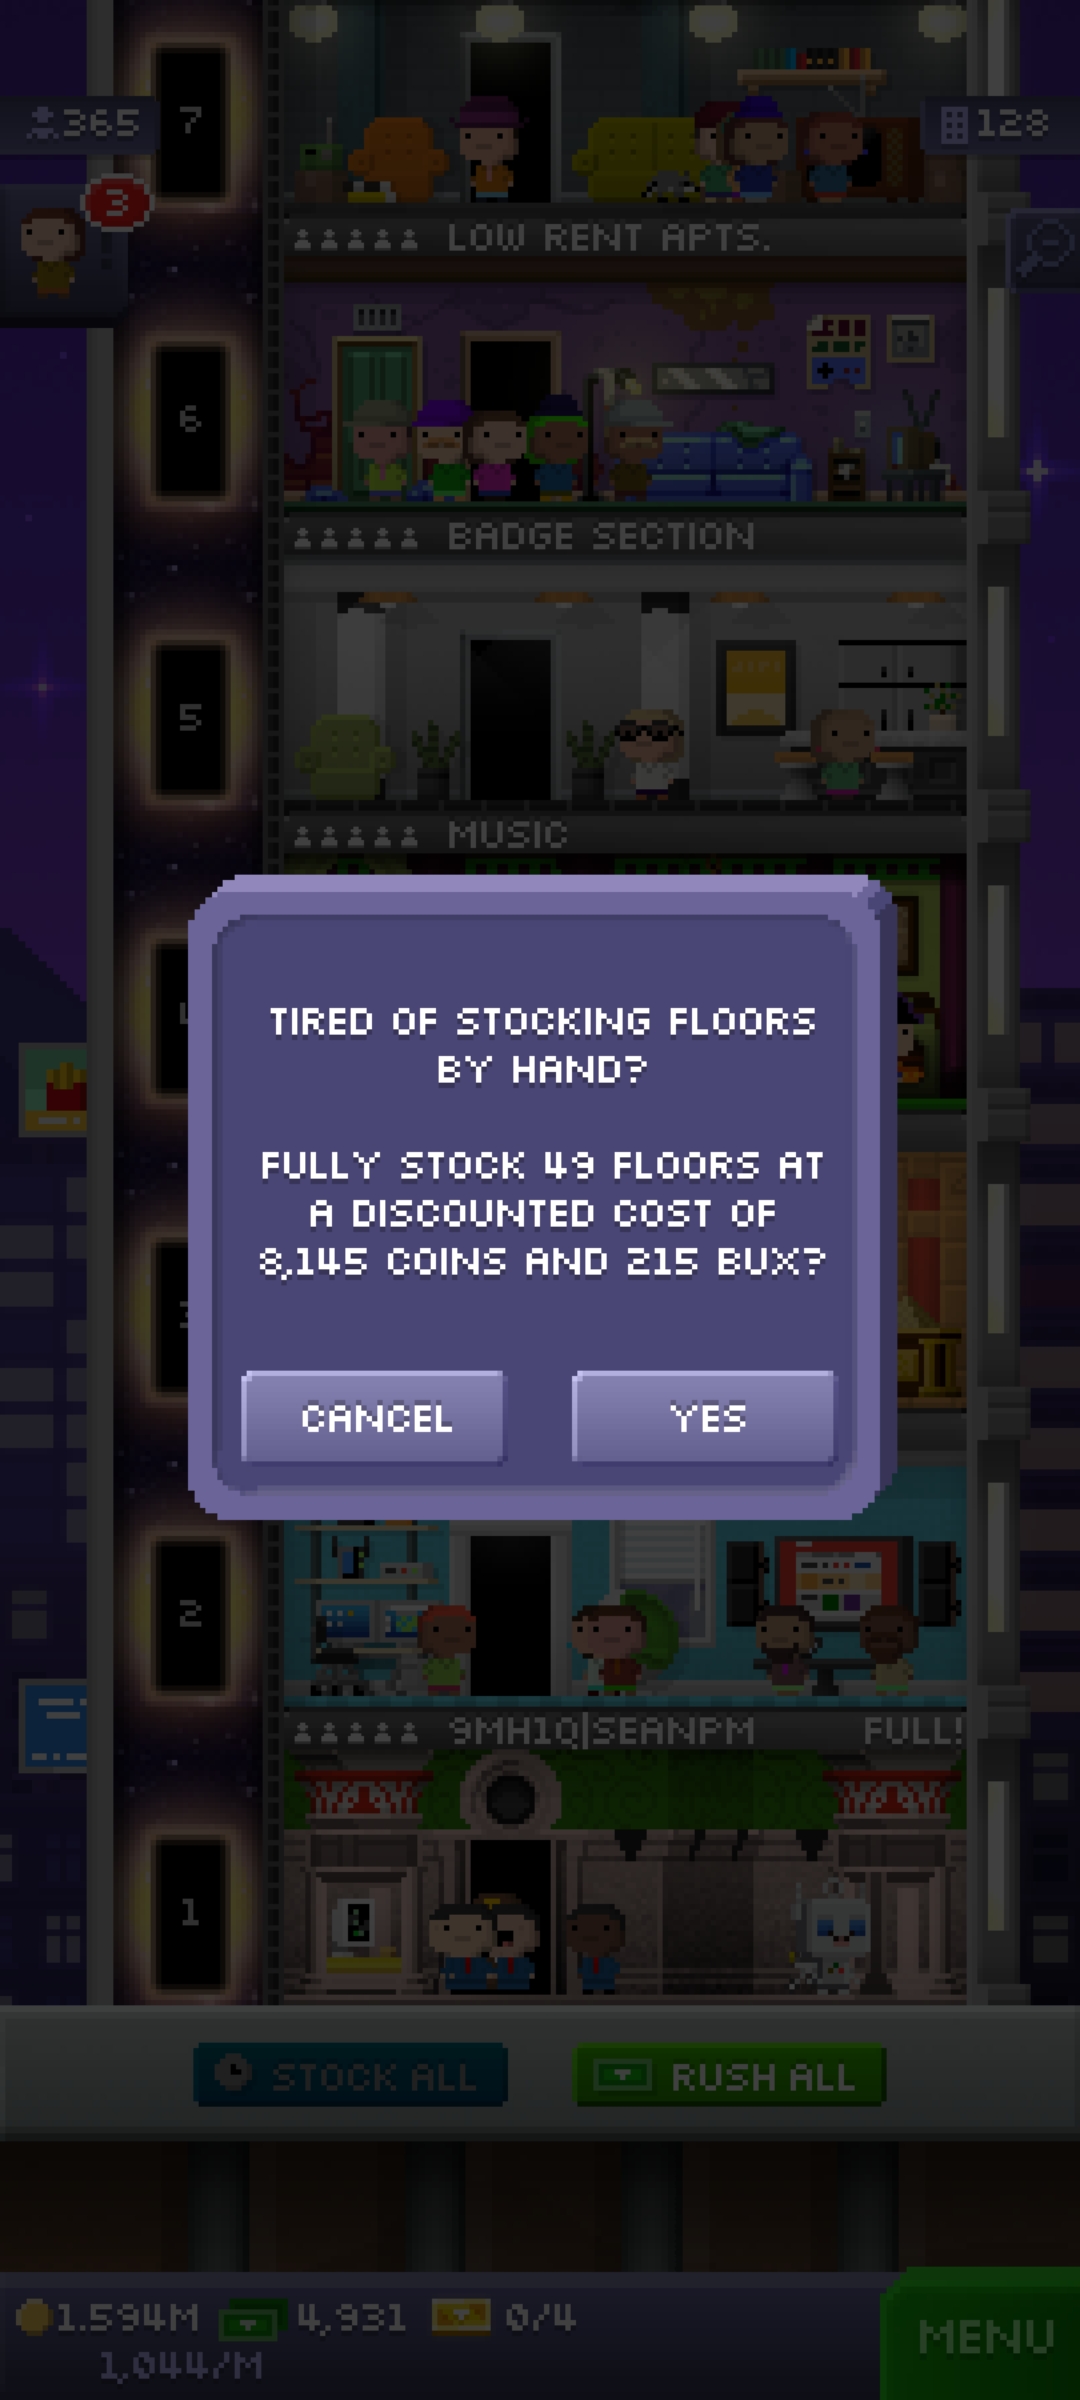 7
365
128
3
LOW RENT APTS.
6
BADGE SECTION
5
MUSIC
TIRED OF STOCKING FLOORS
BY HAND?
FULLY STOCK 49 FLOORS AT
A DISCOUNTED COST OF
8,145 COINS AND 215 BUX?
CANCEL
YES
2
9MH1Q|SEANPM
FULL!
1
STOCK ALL
RUSH ALL
1.594M
4,931
0/4
MENU
1,044/M